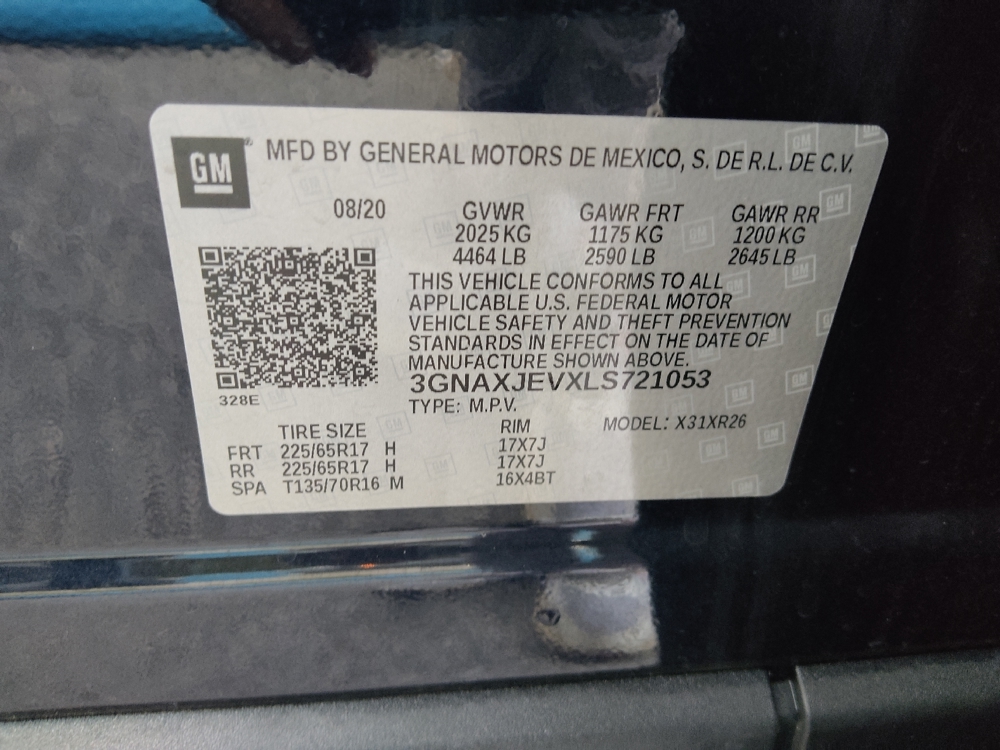 GM MFD BY GENERAL MOTORS DE MEXICO, S. DE R.L. DE C.V.
08/20 GVWR GAWR FRT GAWR RR
2025 KG 1175 KG 1200 KG
4464 LB 2590 LB 2645 LB
THIS VEHICLE CONFORMS TO ALL
APPLICABLE U.S. FEDERAL MOTOR
VEHICLE SAFETY AND THEFT PREVENTION
STANDARDS IN EFFECT ON THE DATE OF
MANUFACTURE SHOWN ABOVE.
3GNAXJEVXLS721053
328E
TYPE: M.P.V.
TIRE SIZE RIM MODEL: X31XR26
FRT 225/65R17 H 17X7J
RR 225/65R17 H 17X7J
SPA T135/70R16 M 16X4BT